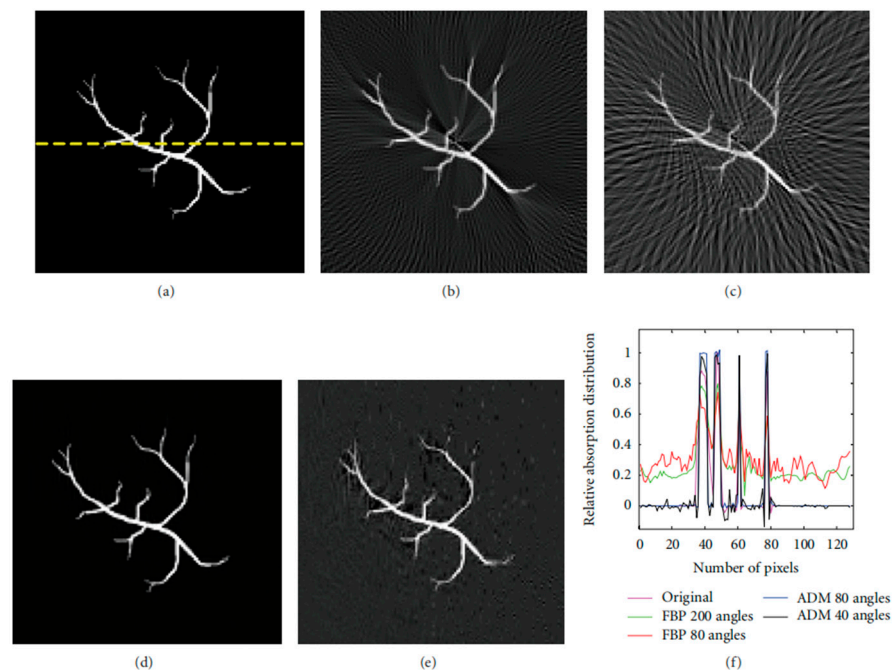 (a)
(b)
(c)
(d)
(e)
Relative absorption distribution
1
0.8
0.6
0.4
0.2
0
0 20 40 60 80 100 120
Number of pixels
Original
FBP 200 angles
FBP 80 angles
ADM 80 angles
ADM 40 angles
(f)